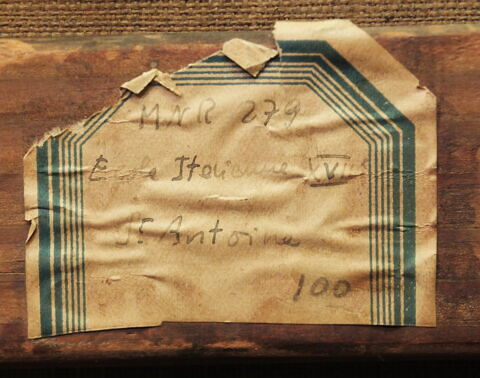 MNR 279
Ecole Italienne XVI
St Antoine
100